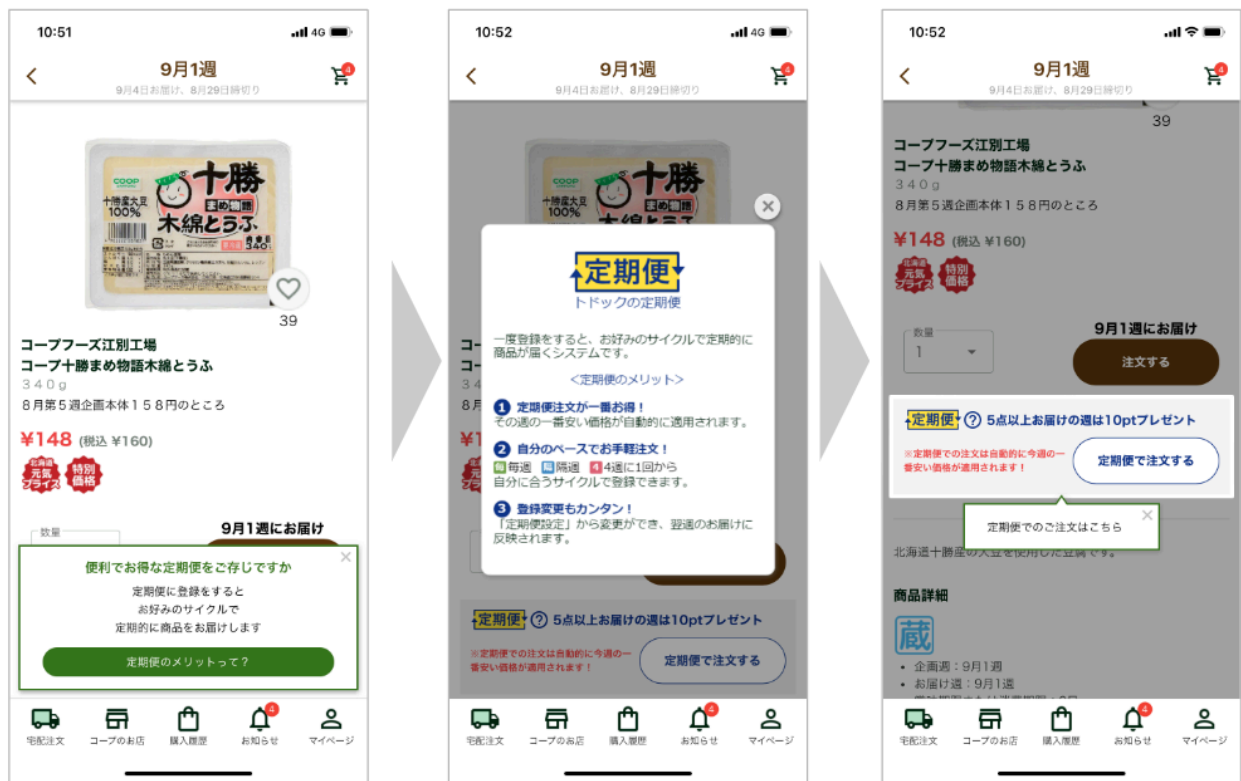 10:51
4G
9月1週
4
9月4日お届け、8月29日締切り
COOP
十勝産大豆
100%
十勝
まめ物語
木綿とうふ
39
コープフーズ江別工場
コープ十勝まめ物語木綿とうふ
340g
8月第5週企画本体158円のところ
¥148 (税込 ¥160)
北海道
元気
プライス
特別
価格
数量
9月1週にお届け
便利でお得な定期便をご存じですか
定期便に登録をすると
お好みのサイクルで
定期的に商品をお届けします
定期便のメリットって?
4
宅配注文
コープのお店
購入履歴
お知らせ
マイページ
10:52
4G
9月1週
4
9月4日お届け、8月29日締切り
COOP
十勝産大豆
100%
十勝
まめ物語
木綿とうふ
定期便
トドックの定期便
一度登録をすると、お好みのサイクルで定期的に
商品が届くシステムです。
<定期便のメリット>
1 定期便注文が一番お得!
その週の一番安い価格が自動的に適用されます。
2 自分のペースでお手軽注文!
毎週 隔週 4 4週に1回から
自分に合うサイクルで登録できます。
3 登録変更もカンタン!
「定期便設定」から変更ができ、翌週のお届けに
反映されます。
定期便 ? 5点以上お届けの週は10ptプレゼント
※定期便での注文は自動的に今週の一
番安い価格が適用されます!
定期便で注文する
4
宅配注文
コープのお店
購入履歴
お知らせ
マイページ
10:52
9月1週
4
9月4日お届け、8月29日締切り
39
コープフーズ江別工場
コープ十勝まめ物語木綿とうふ
340g
8月第5週企画本体158円のところ
¥148 (税込 ¥160)
北海道
元気
プライス
特別
価格
数量
1
9月1週にお届け
注文する
定期便 ? 5点以上お届けの週は10ptプレゼント
※定期便での注文は自動的に今週の一
番安い価格が適用されます!
定期便で注文する
定期便でのご注文はこちら
北海道十勝産の大豆を使用した豆腐です。
商品詳細
蔵
• 企画週:9月1週
• お届け週:9月1週
4
宅配注文
コープのお店
購入履歴
お知らせ
マイページ